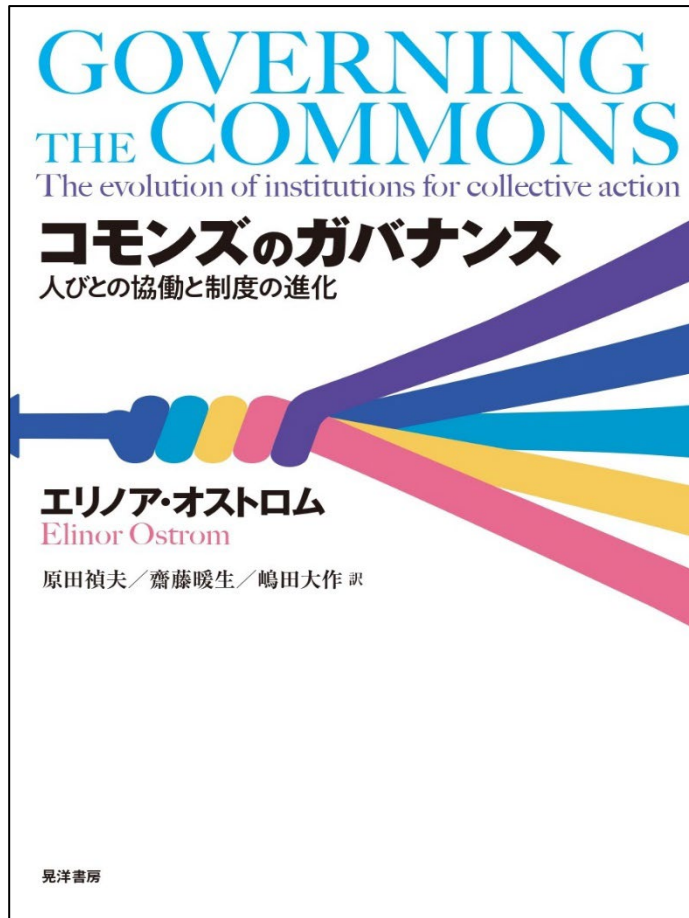 GOVERNING
THE COMMONS
The evolution of institutions for collective action
コモンズのガバナンス
人びとの協働と制度の進化
エリノア・オストロム
Elinor Ostrom
原田禎夫／齋藤暖生／嶋田大作 訳
晃洋書房